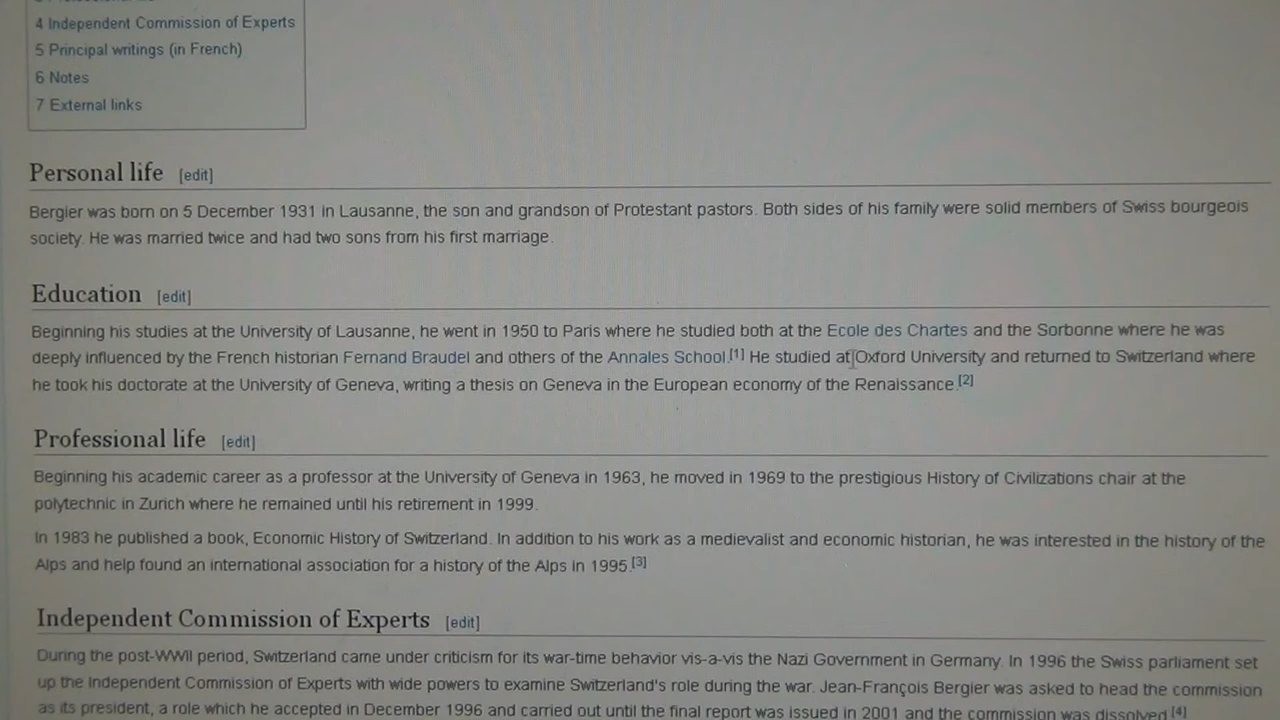 4 Independent Commission of Experts
5 Principal writings (in French)
6 Notes
7 External links
Personal life [edit]
Bergier was born on 5 December 1931 in Lausanne, the son and grandson of Protestant pastors. Both sides of his family were solid members of Swiss bourgeois
society. He was married twice and had two sons from his first marriage.
Education [edit]
Beginning his studies at the University of Lausanne, he went in 1950 to Paris where he studied both at the Ecole des Chartes and the Sorbonne where he was
deeply influenced by the French historian Fernand Braudel and others of the Annales School.[1] He studied at Oxford University and returned to Switzerland where
he took his doctorate at the University of Geneva, writing a thesis on Geneva in the European economy of the Renaissance.[2]
Professional life [edit]
Beginning his academic career as a professor at the University of Geneva in 1963, he moved in 1969 to the prestigious History of Civilizations chair at the
polytechnic in Zurich where he remained until his retirement in 1999.
In 1983 he published a book, Economic History of Switzerland. In addition to his work as a medievalist and economic historian, he was interested in the history of the
Alps and help found an international association for a history of the Alps in 1995.[3]
Independent Commission of Experts [edit]
During the post-WWII period, Switzerland came under criticism for its war-time behavior vis-a-vis the Nazi Government in Germany. In 1996 the Swiss parliament set
up the Independent Commission of Experts with wide powers to examine Switzerland's role during the war. Jean-François Bergier was asked to head the commission
as its president, a role which he accepted in December 1996 and carried out until the final report was issued in 2001 and the commission was dissolved.[4]